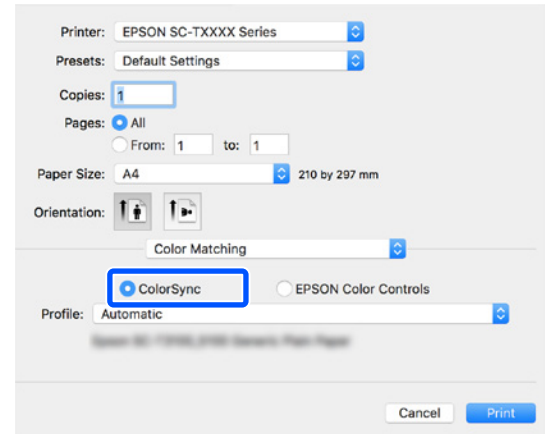 Printer: EPSON SC-TXXXX Series
Presets: Default Settings
Copies: 1
Pages: All
From: 1 to: 1
Paper Size: A4 210 by 297 mm
Orientation:
Color Matching
ColorSync EPSON Color Controls
Profile: Automatic
Cancel Print